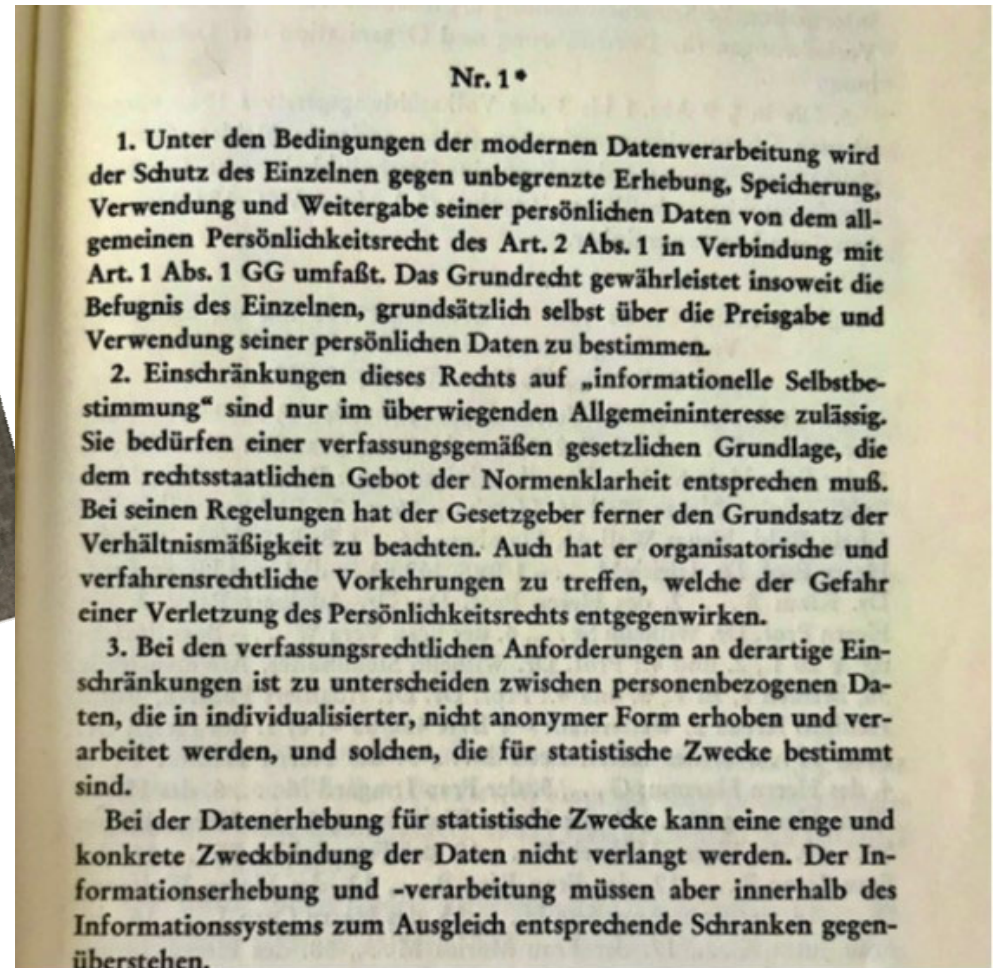 Nr. 1*
1. Unter den Bedingungen der modernen Datenverarbeitung wird
der Schutz des Einzelnen gegen unbegrenzte Erhebung, Speicherung,
Verwendung und Weitergabe seiner persönlichen Daten von dem all-
gemeinen Persönlichkeitsrecht des Art. 2 Abs. 1 in Verbindung mit
Art. 1 Abs. 1 GG umfaßt. Das Grundrecht gewährleistet insoweit die
Befugnis des Einzelnen, grundsätzlich selbst über die Preisgabe und
Verwendung seiner persönlichen Daten zu bestimmen.
2. Einschränkungen dieses Rechts auf „informationelle Selbstbe-
stimmung“ sind nur im überwiegenden Allgemeininteresse zulässig.
Sie bedürfen einer verfassungsgemäßen gesetzlichen Grundlage, die
dem rechtsstaatlichen Gebot der Normenklarheit entsprechen muß.
Bei seinen Regelungen hat der Gesetzgeber ferner den Grundsatz der
Verhältnismäßigkeit zu beachten. Auch hat er organisatorische und
verfahrensrechtliche Vorkehrungen zu treffen, welche der Gefahr
einer Verletzung des Persönlichkeitsrechts entgegenwirken.
3. Bei den verfassungsrechtlichen Anforderungen an derartige Ein-
schränkungen ist zu unterscheiden zwischen personenbezogenen Da-
ten, die in individualisierter, nicht anonymer Form erhoben und ver-
arbeitet werden, und solchen, die für statistische Zwecke bestimmt
sind.
Bei der Datenerhebung für statistische Zwecke kann eine enge und
konkrete Zweckbindung der Daten nicht verlangt werden. Der In-
formationserhebung und -verarbeitung müssen aber innerhalb des
Informationssystems zum Ausgleich entsprechende Schranken gegen-
überstehen.